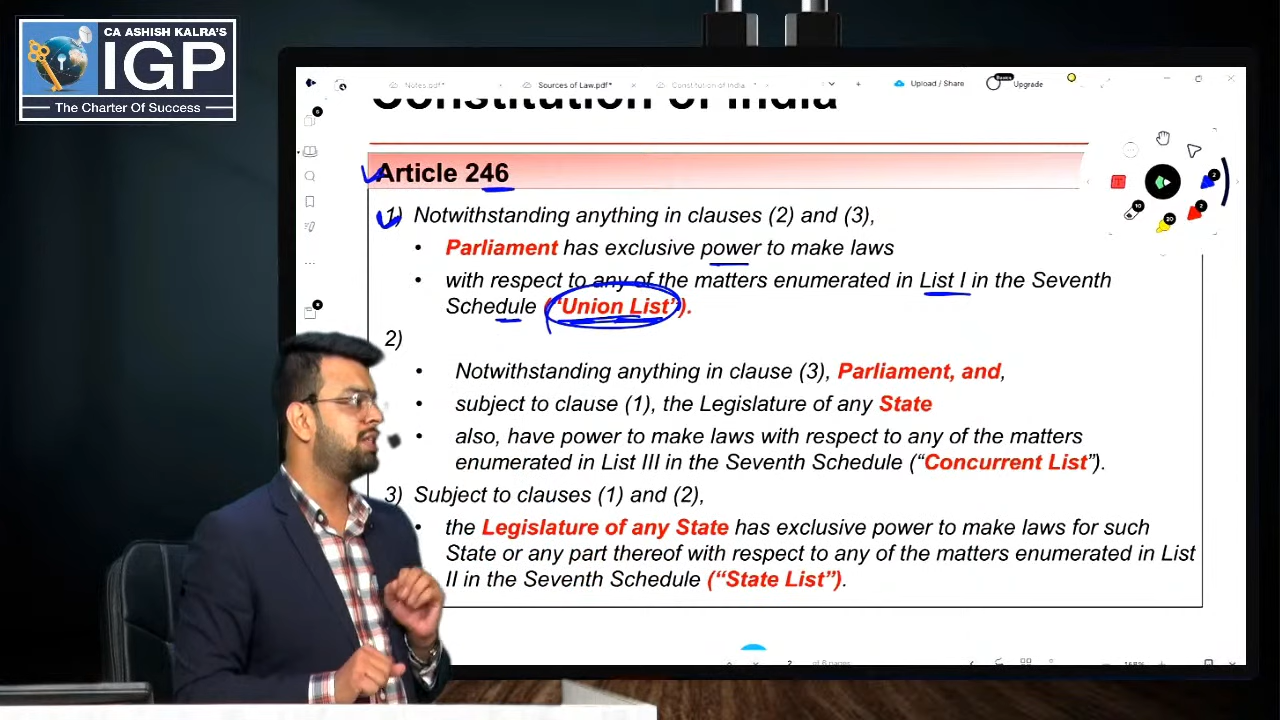 CA ASHISH KALRA'S
IGP
The Charter Of Success
Notes.pdf*
Sources of Law.pdf*
Constitution of India
Upload / Share
Upgrade
Constitution of India
Article 246
1) Notwithstanding anything in clauses (2) and (3),
• Parliament has exclusive power to make laws
• with respect to any of the matters enumerated in List I in the Seventh
Schedule (“Union List”).
2)
• Notwithstanding anything in clause (3), Parliament, and,
• subject to clause (1), the Legislature of any State
• also, have power to make laws with respect to any of the matters
enumerated in List III in the Seventh Schedule (“Concurrent List”).
3) Subject to clauses (1) and (2),
the Legislature of any State has exclusive power to make laws for such
State or any part thereof with respect to any of the matters enumerated in List
II in the Seventh Schedule (“State List”).